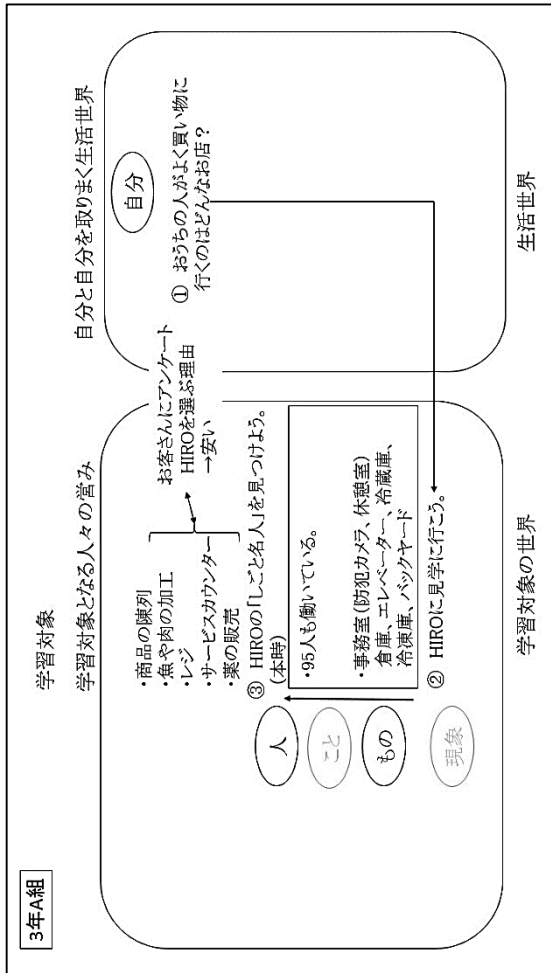 3年A組
学習対象
学習対象となる人々の営み
自分と自分を取りまく生活世界
・商品の陳列
・魚や肉の加工
・レジ
・サービスカウンター
・薬の販売
お客さんにアンケート
HIROを選ぶ理由
→安い
③ HIROの「しごと名人」を見つけよう。
(本時)
・95人も働いている。
・事務室(防犯カメラ、休憩室)
倉庫、エレベーター、冷蔵庫、
冷凍庫、バックヤード
② HIROに見学に行こう。
人
こと
もの
現象
自分
① おうちの人がよく買い物に
行くのはどんなお店?
学習対象の世界
生活世界